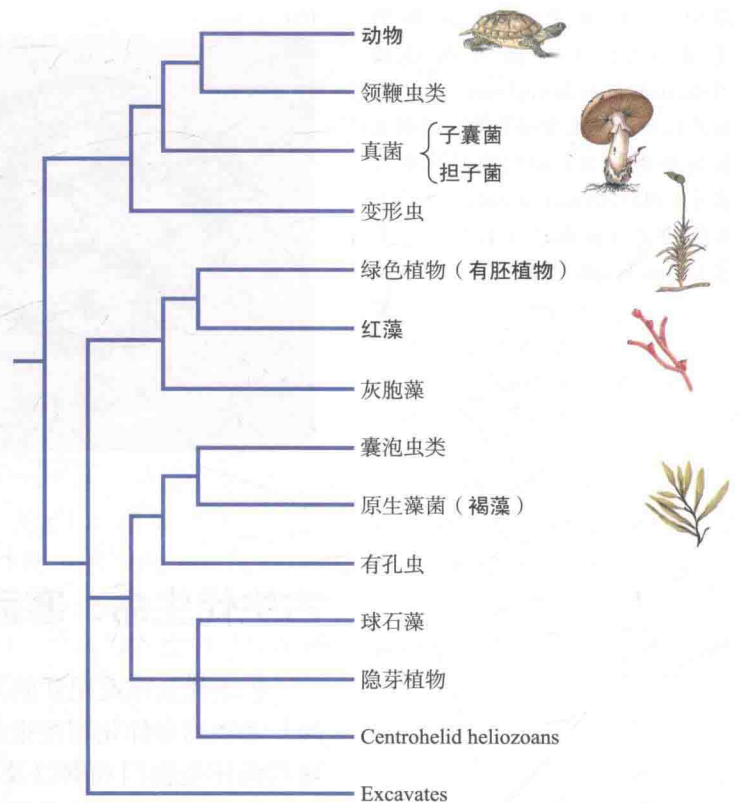 动物
领鞭虫类
真菌 { 子囊菌
担子菌
变形虫
绿色植物（有胚植物）
红藻
灰胞藻
囊泡虫类
原生藻菌（褐藻）
有孔虫
球石藻
隐芽植物
Centrohelid heliozoans
Excavates